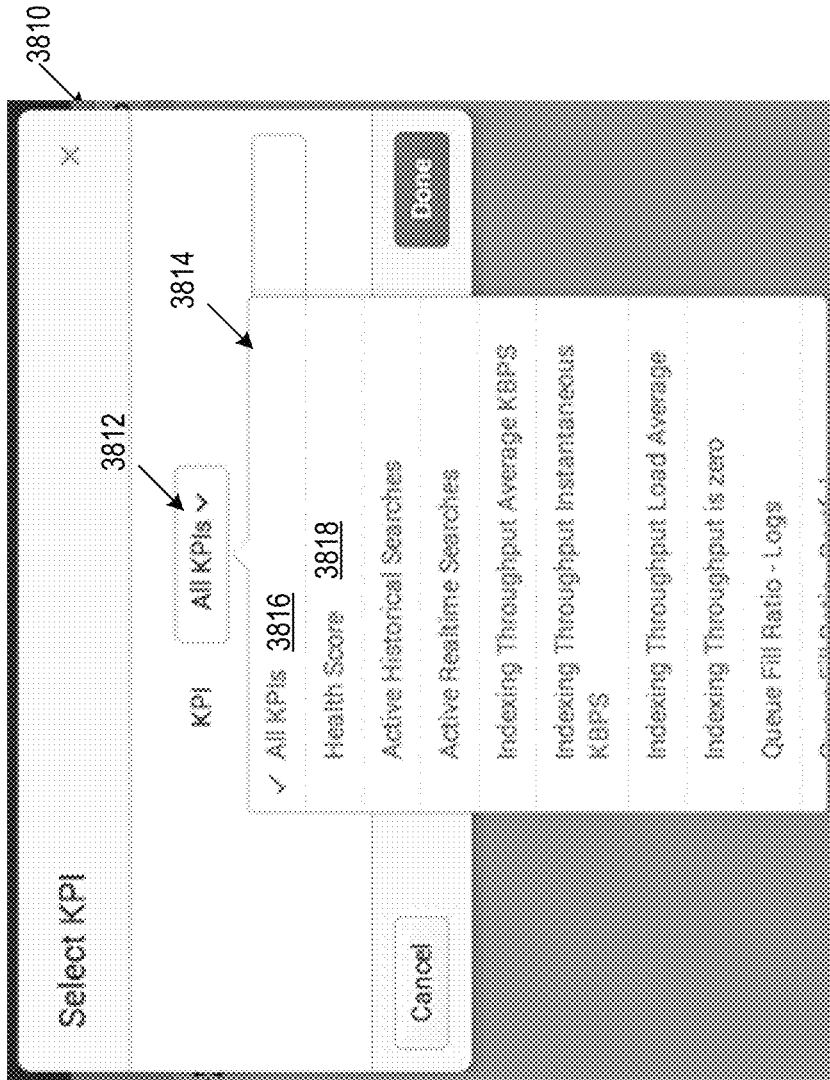 3810
Select KPI
×
3812
3814
KPI
All KPIs
✓ All KPIs 3816
Health Score 3818
Active Historical Searches
Active Realtime Searches
Indexing Throughput Average KBPS
Indexing Throughput Instantaneous
KBPS
Indexing Throughput Load Average
Indexing Throughput is zero
Queue Fill Ratio - Logs
Cancel
Done